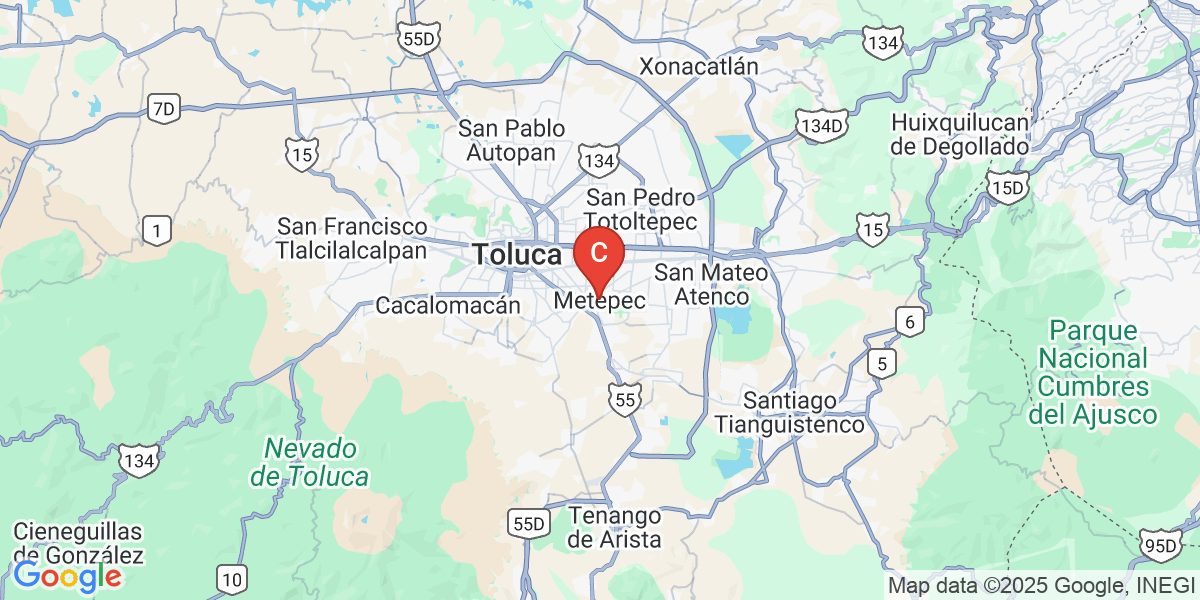 55D
134
Xonacatlán
7D
San Pablo
Autopan
134D
Huixquilucan
de Degollado
15
134
15D
San Pedro
Totoltepec
1
San Francisco
Tlalcilalcalpan
15
Toluca
C
San Mateo
Atenco
Metepec
Cacalomacán
6
Parque
Nacional
Cumbres
del Ajusco
5
55
Santiago
Tianguistenco
Nevado
de Toluca
134
Tenango
de Arista
55D
Cieneguillas
de González
95D
10
Google
Map data ©2025 Google, INEGI